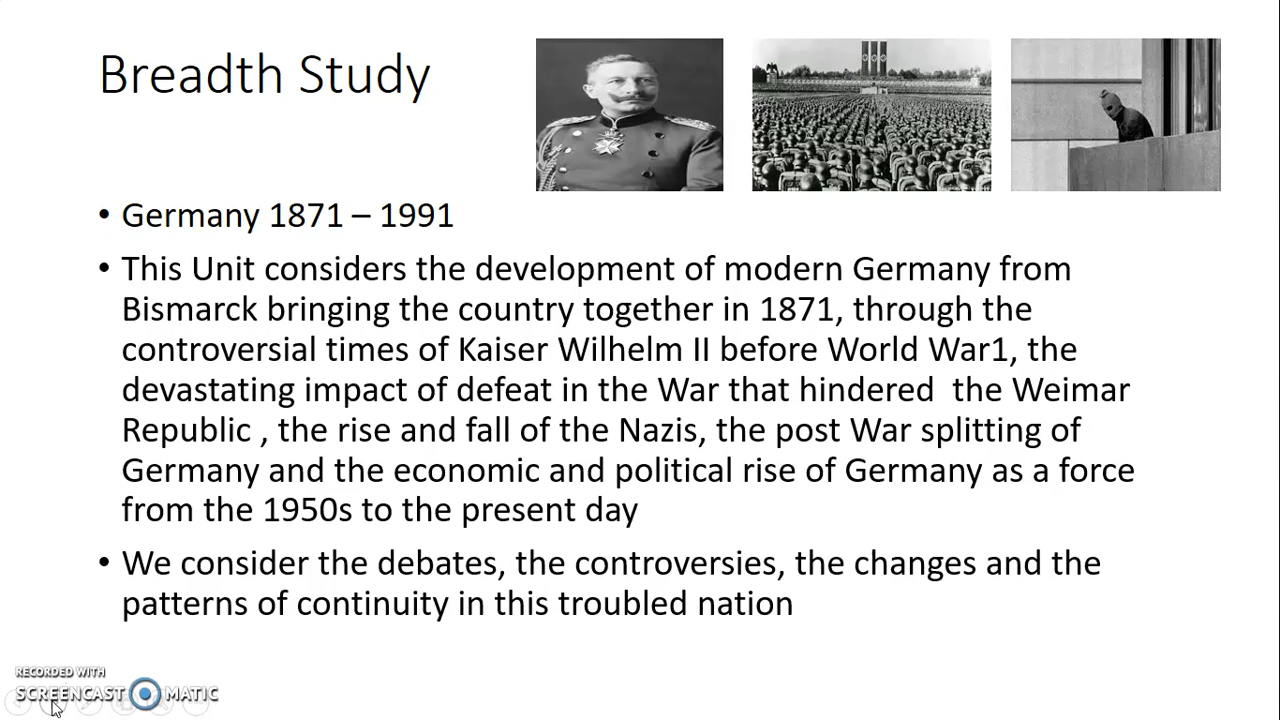 Breadth Study
• Germany 1871 – 1991
• This Unit considers the development of modern Germany from
Bismarck bringing the country together in 1871, through the
controversial times of Kaiser Wilhelm II before World War1, the
devastating impact of defeat in the War that hindered  the Weimar
Republic , the rise and fall of the Nazis, the post War splitting of
Germany and the economic and political rise of Germany as a force
from the 1950s to the present day
• We consider the debates, the controversies, the changes and the
patterns of continuity in this troubled nation
RECORDED WITH
SCREENCAST MATIC